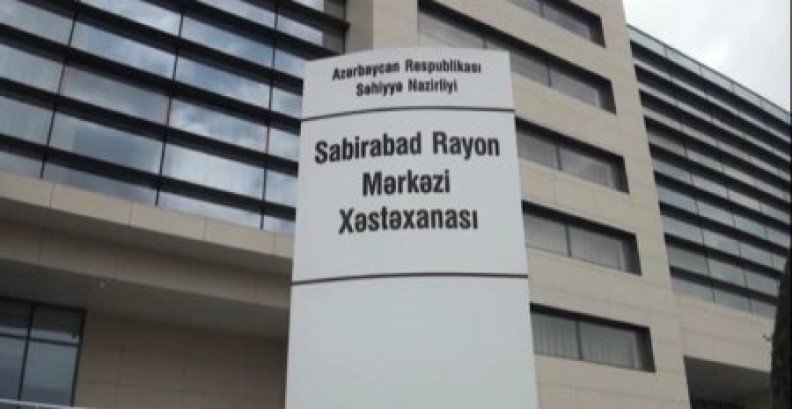 Azərbaycan Respublikası
Səhiyyə Nazirliyi
Sabirabad Rayon
Mərkəzi
Xəstəxanası